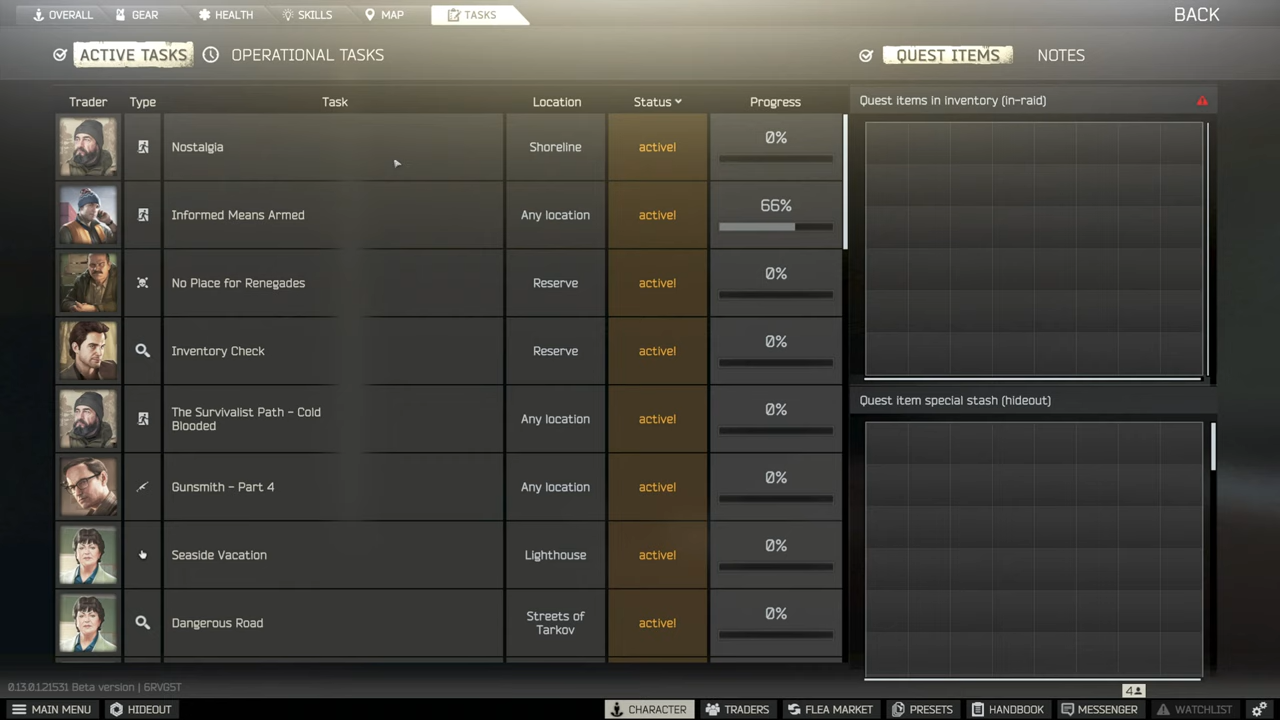 OVERALL GEAR HEALTH SKILLS MAP TASKS BACK
ACTIVE TASKS OPERATIONAL TASKS QUEST ITEMS NOTES
Trader Type Task Location Status Progress
Quest items in inventory (in-raid)
Nostalgia Shoreline active! 0%
Informed Means Armed Any location active! 66%
No Place for Renegades Reserve active! 0%
Inventory Check Reserve active! 0%
Quest item special stash (hideout)
The Survivalist Path - Cold
Blooded Any location active! 0%
Gunsmith - Part 4 Any location active! 0%
Seaside Vacation Lighthouse active! 0%
Dangerous Road Streets of
Tarkov active! 0%
0.13.0.1.21531 Beta version | 6RVG5T
4
MAIN MENU HIDEOUT CHARACTER TRADERS FLEA MARKET PRESETS HANDBOOK MESSENGER WATCHLIST